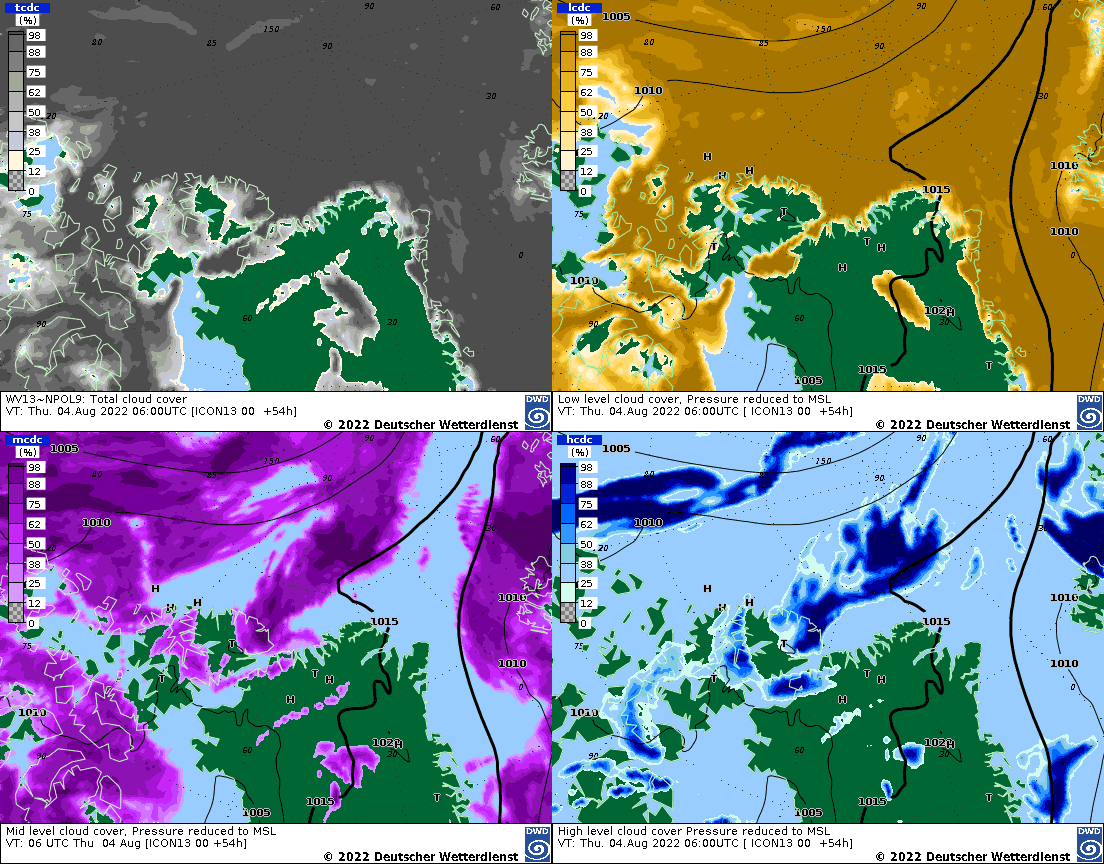 tcdc
(%)
98
88
75
62
50
38
25
12
0
90
60
150
20
85
90
30
20
75
0
90
60
30
WV13~NPOL9: Total cloud cover
VT: Thu. 04.Aug 2022 06:00UTC [ICON13 00 +54h]
© 2022 Deutscher Wetterdienst
DWD
lcdc
(%)
98
88
75
62
50
38
25
12
0
1005
90
60
150
20
85
90
1010
30
20
H
H
H
1010
1015
T
T
T
H
1010
0
H
1010
102
H
90
60
T
1015
1005
Low level cloud cover, Pressure reduced to MSL
VT: Thu. 04.Aug 2022 06:00UTC [ ICON13 00 +54h]
© 2022 Deutscher Wetterdienst
DWD
mcdc
(%)
98
88
75
62
50
38
25
12
0
1005
90
60
150
20
85
90
1010
30
20
H
H
H
1010
1015
T
75
T
T
H
1010
H
0
1010
102
H
90
60
30
T
1015
1005
Mid level cloud cover, Pressure reduced to MSL
VT: 06 UTC Thu 04 Aug [ICON13 00 +54h]
© 2022 Deutscher Wetterdienst
DWD
hcdc
(%)
98
88
75
62
50
38
25
12
0
1005
90
60
150
20
85
90
1010
30
20
H
H
H
1010
1015
T
75
T
T
H
1010
H
0
1010
102
H
90
60
30
T
1015
1005
High level cloud cover Pressure reduced to MSL
VT: Thu. 04.Aug 2022 06:00UTC [ ICON13 00 +54h]
© 2022 Deutscher Wetterdienst
DWD